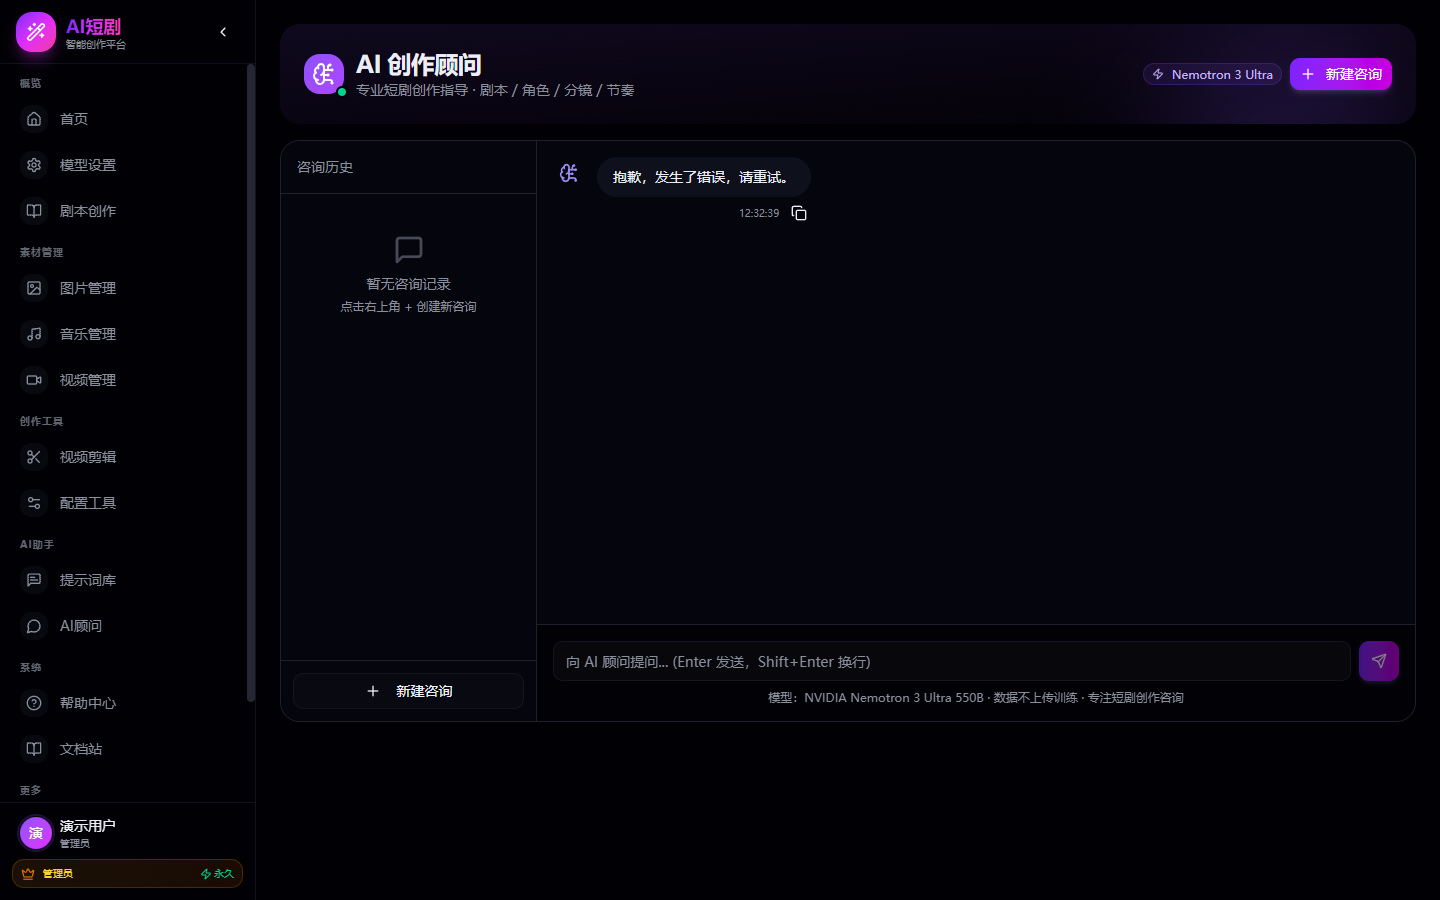 AI短剧
智能创作平台
概览
首页
模型设置
剧本创作
素材管理
图片管理
音乐管理
视频管理
创作工具
视频剪辑
配置工具
AI助手
提示词库
AI顾问
系统
帮助中心
文档站
更多
演
演示用户
管理员
管理员
永久
AI 创作顾问
专业短剧创作指导 · 剧本 / 角色 / 分镜 / 节奏
Nemotron 3 Ultra
新建咨询
咨询历史
暂无咨询记录
点击右上角 + 创建新咨询
新建咨询
抱歉，发生了错误，请重试。
12:32:39
向 AI 顾问提问... (Enter 发送，Shift+Enter 换行)
模型：NVIDIA Nemotron 3 Ultra 550B · 数据不上传训练 · 专注短剧创作咨询